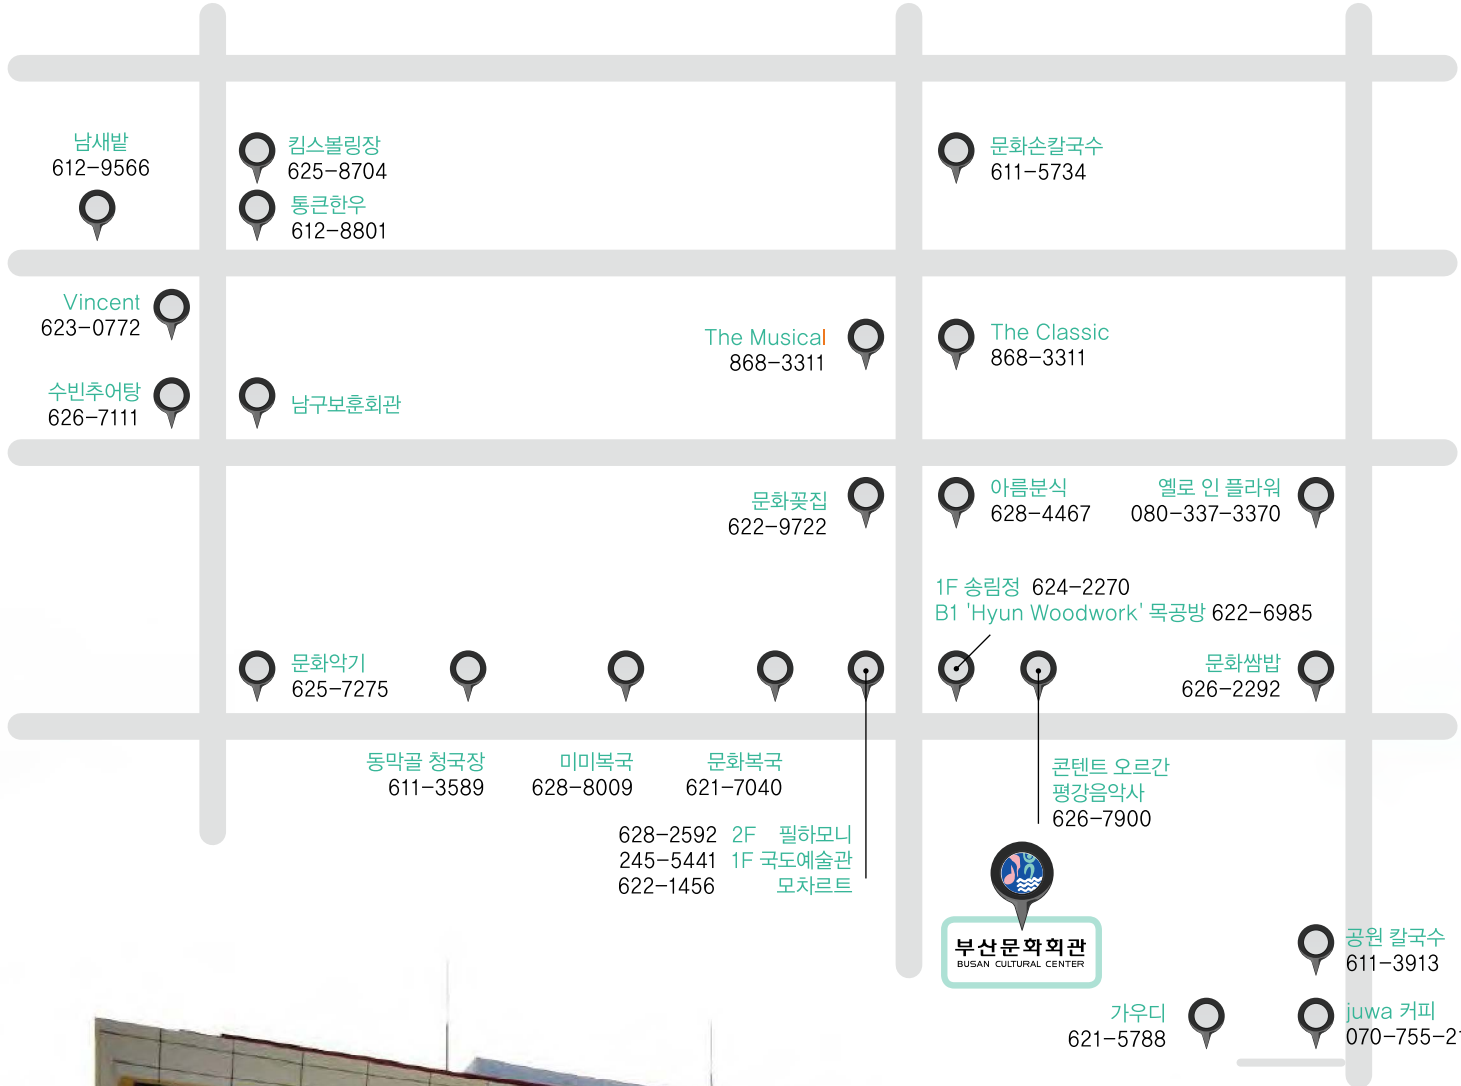 남새밭
612-9566
킴스볼링장
625-8704
통큰한우
612-8801
문화손칼국수
611-5734
Vincent
623-0772
수빈추어탕
626-7111
남구보훈회관
The Musical
868-3311
The Classic
868-3311
문화꽃집
622-9722
아름분식
628-4467
옐로 인 플라워
080-337-3370
1F 송림정 624-2270
B1 'Hyun Woodwork' 목공방 622-6985
문화악기
625-7275
문화쌈밥
626-2292
동막골 청국장
611-3589
미미복국
628-8009
문화복국
621-7040
콘텐트 오르간
평강음악사
626-7900
628-2592 2F 필하모니
245-5441 1F 국도예술관
622-1456 모차르트
부산문화회관
BUSAN CULTURAL CENTER
공원 칼국수
611-3913
가우디
621-5788
juwa 커피
070-755-21